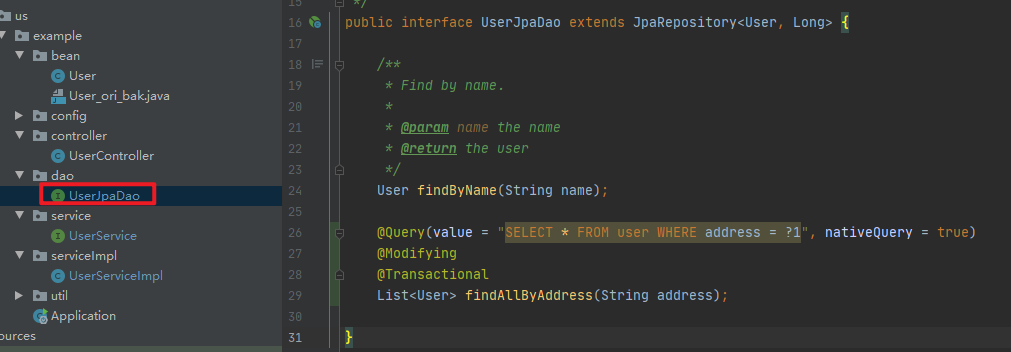 us
example
bean
User
User_ori_bak.java
config
controller
UserController
dao
UserJpaDao
service
UserService
serviceImpl
UserServiceImpl
util
Application
ources
15 */
16 public interface UserJpaDao extends JpaRepository<User, Long> {
17
18 /**
19 * Find by name.
20 *
21 * @param name the name
22 * @return the user
23 */
24 User findByName(String name);
25
26 @Query(value = "SELECT * FROM user WHERE address = ?1", nativeQuery = true)
27 @Modifying
28 @Transactional
29 List<User> findAllByAddress(String address);
30
31 }